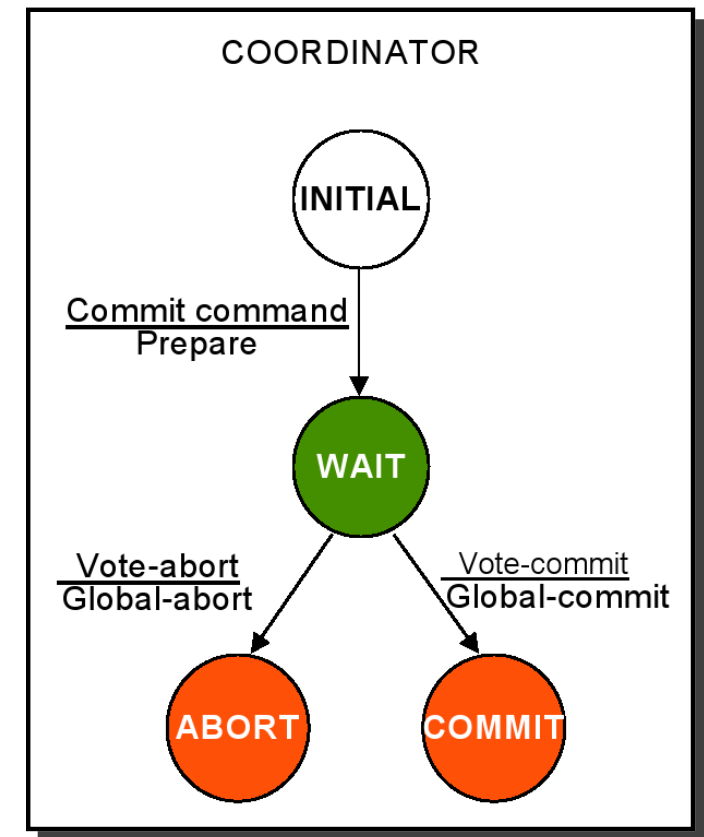 COORDINATOR
INITIAL
Commit command
Prepare
WAIT
Vote-abort
Global-abort
Vote-commit
Global-commit
ABORT
COMMIT